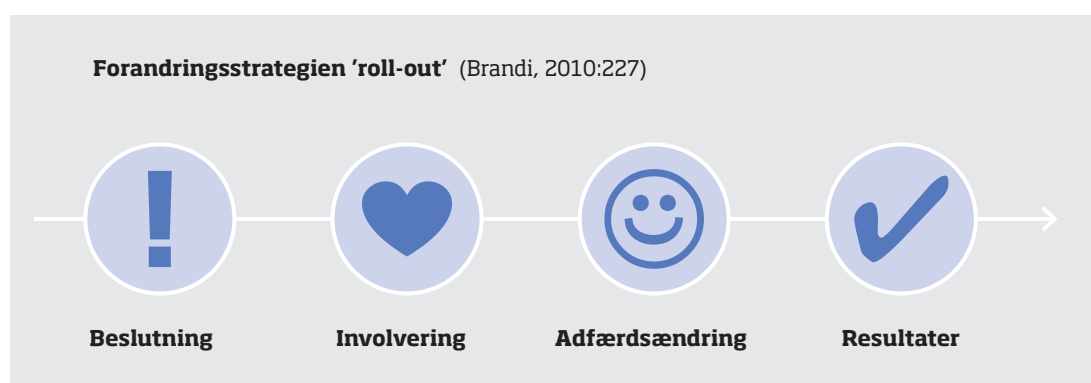 Forandringsstrategien 'roll-out' (Brandi, 2010:227)
Beslutning Involvering Adfærdsændring Resultater